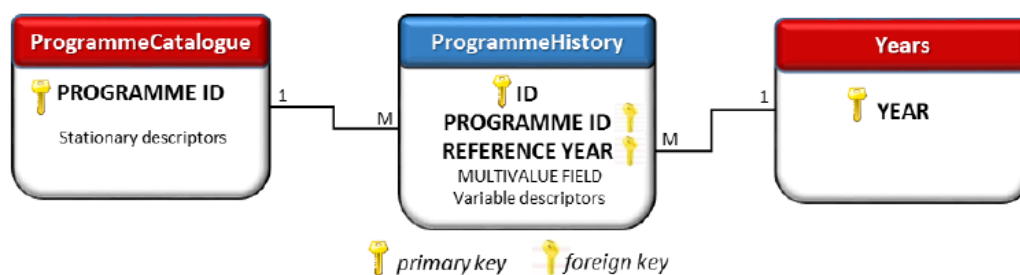 ProgrammeCatalogue
PROGRAMME ID
Stationary descriptors
1
M
ProgrammeHistory
ID
PROGRAMME ID
REFERENCE YEAR
MULTIVALUE FIELD
Variable descriptors
M
1
Years
YEAR
primary key
foreign key